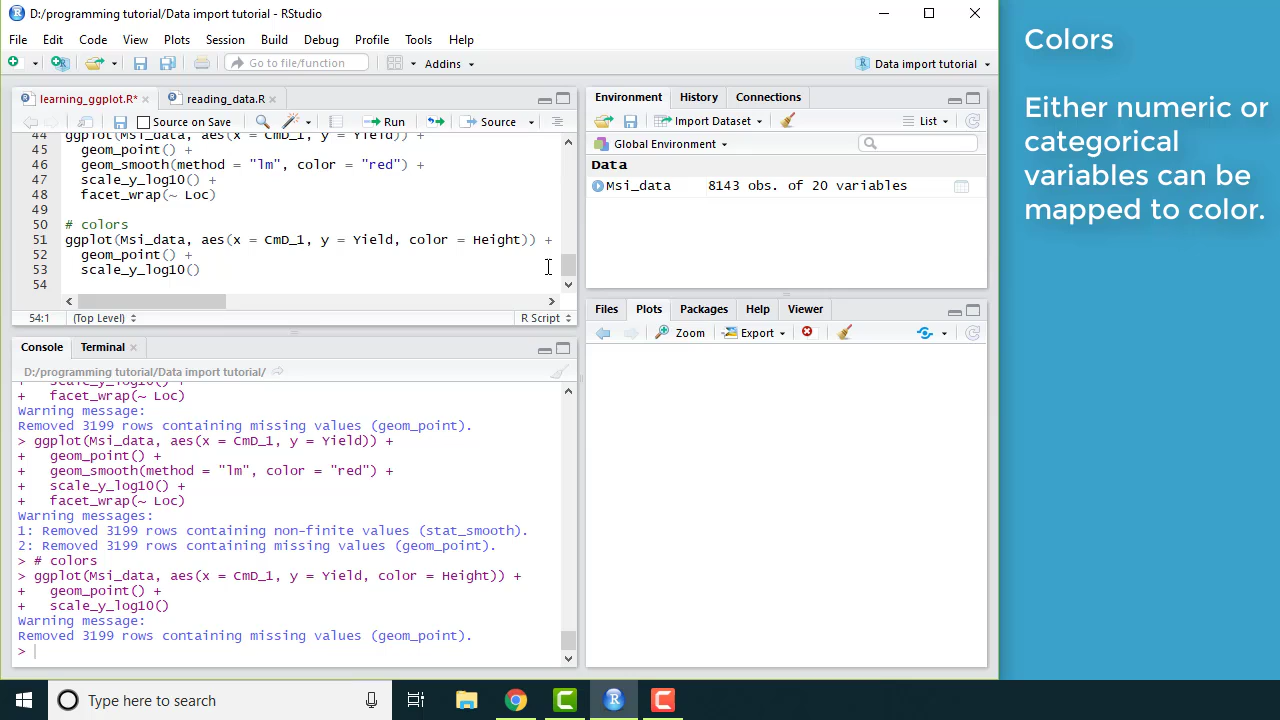 D:/programming tutorial/Data import tutorial - RStudio
File Edit Code View Plots Session Build Debug Profile Tools Help
Go to file/function Addins Data import tutorial
learning_ggplot.R* reading_data.R
Source on Save Run Source
44 ggplot(Msi_data, aes(x = CmD_1, y = Yield)) +
45 geom_point() +
46 geom_smooth(method = "lm", color = "red") +
47 scale_y_log10() +
48 facet_wrap(~ Loc)
49
50 # colors
51 ggplot(Msi_data, aes(x = CmD_1, y = Yield, color = Height)) +
52 geom_point() +
53 scale_y_log10()
54
54:1 (Top Level) R Script
Console Terminal
D:/programming tutorial/Data import tutorial/
+ scale_y_log10() +
+ facet_wrap(~ Loc)
Warning message:
Removed 3199 rows containing missing values (geom_point).
> ggplot(Msi_data, aes(x = CmD_1, y = Yield)) +
+ geom_point() +
+ geom_smooth(method = "lm", color = "red") +
+ scale_y_log10() +
+ facet_wrap(~ Loc)
Warning messages:
1: Removed 3199 rows containing non-finite values (stat_smooth).
2: Removed 3199 rows containing missing values (geom_point).
> # colors
> ggplot(Msi_data, aes(x = CmD_1, y = Yield, color = Height)) +
+ geom_point() +
+ scale_y_log10()
Warning message:
Removed 3199 rows containing missing values (geom_point).
>
Environment History Connections
Import Dataset List
Global Environment
Data
Msi_data 8143 obs. of 20 variables
Files Plots Packages Help Viewer
Zoom Export
Colors
Either numeric or
categorical
variables can be
mapped to color.
Type here to search